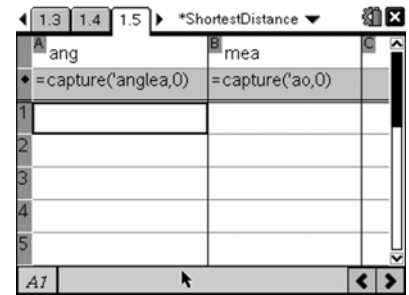 1.3 1.4 1.5 *ShortestDistance
A ang B mea C
=capture('anglea,0) =capture('ao,0)
1
2
3
4
5
A1